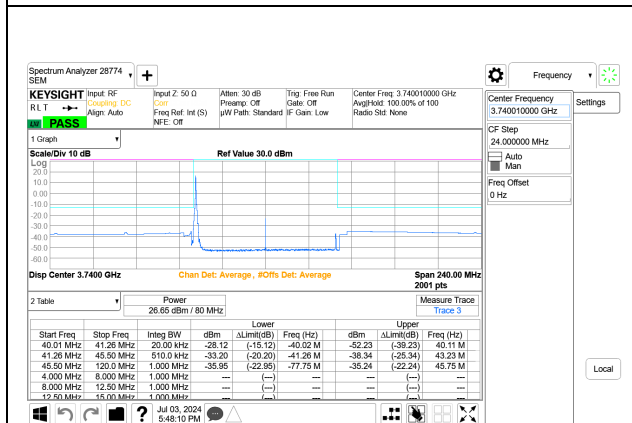 Spectrum Analyzer 28774
SEM
Frequency
KEYSIGHT
Input: RF
Input Z: 50 Ω
Atten: 30 dB
Trig: Free Run
Center Freq: 3.740010000 GHz
RLT
Coupling: DC
Corr
Preamp: Off
Gate: Off
Avg|Hold: 100.00% of 100
Align: Auto
Freq Ref: Int (S)
µW Path: Standard
IF Gain: Low
Radio Std: None
NFE: Off
PASS
Center Frequency
3.740010000 GHz
Settings
CF Step
24.000000 MHz
Auto
Man
Freq Offset
0 Hz
1 Graph
Scale/Div 10 dB
Ref Value 30.0 dBm
Log
20.0
10.0
0.00
-10.0
-20.0
-30.0
-40.0
-50.0
-60.0
Disp Center 3.7400 GHz
Chan Det: Average, #Offs Det: Average
Span 240.00 MHz
2001 pts
2 Table
Power
Measure Trace
26.65 dBm / 80 MHz
Trace 3
Lower
Upper
Start Freq Stop Freq Integ BW dBm ΔLimit(dB) Freq (Hz) dBm ΔLimit(dB) Freq (Hz)
40.01 MHz 41.26 MHz 20.00 kHz -28.12 (-15.12) -40.02 M -52.23 (-39.23) 40.11 M
41.26 MHz 45.50 MHz 510.0 kHz -33.20 (-20.20) -41.26 M -38.34 (-25.34) 43.23 M
45.50 MHz 120.0 MHz 1.000 MHz -35.95 (-22.95) -77.75 M -35.24 (-22.24) 45.75 M
4.000 MHz 8.000 MHz 1.000 MHz --- (---) --- --- (---) ---
8.000 MHz 12.50 MHz 1.000 MHz --- (---) --- --- (---) ---
12.50 MHz 15.00 MHz 1.000 MHz --- (---) --- --- (---) ---
Local
?
Jul 03, 2024
5:48:10 PM